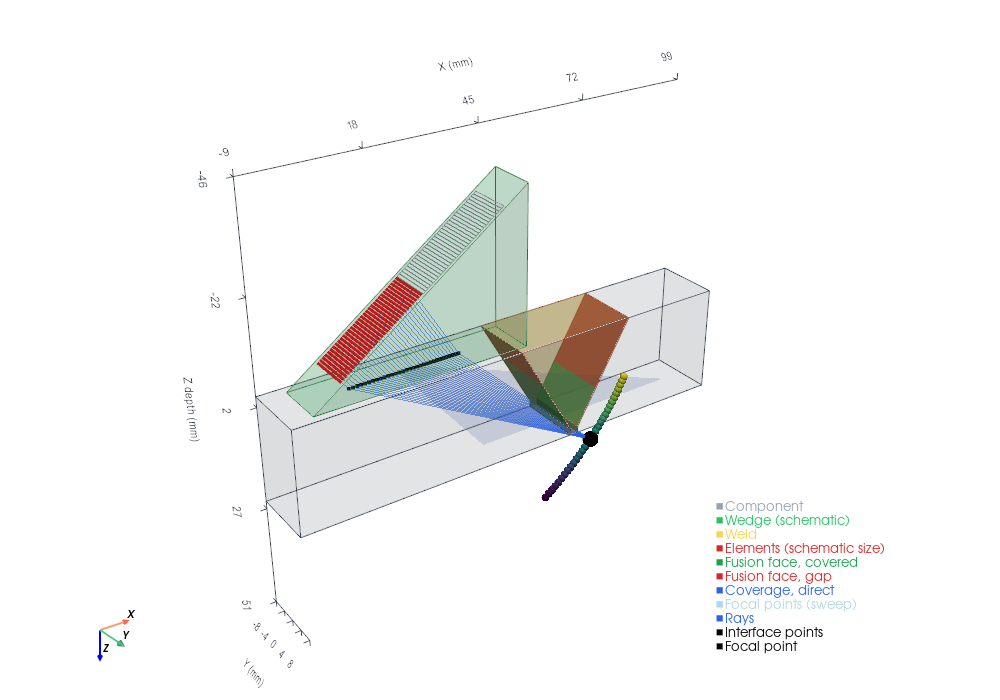 X (mm)
-9
18
45
72
99
-46
-22
2
27
51
Z depth (mm)
-8
-4
0
4
8
Y (mm)
X
Y
Z
Component
Wedge (schematic)
Weld
Elements (schematic size)
Fusion face, covered
Fusion face, gap
Coverage, direct
Focal points (sweep)
Rays
Interface points
Focal point